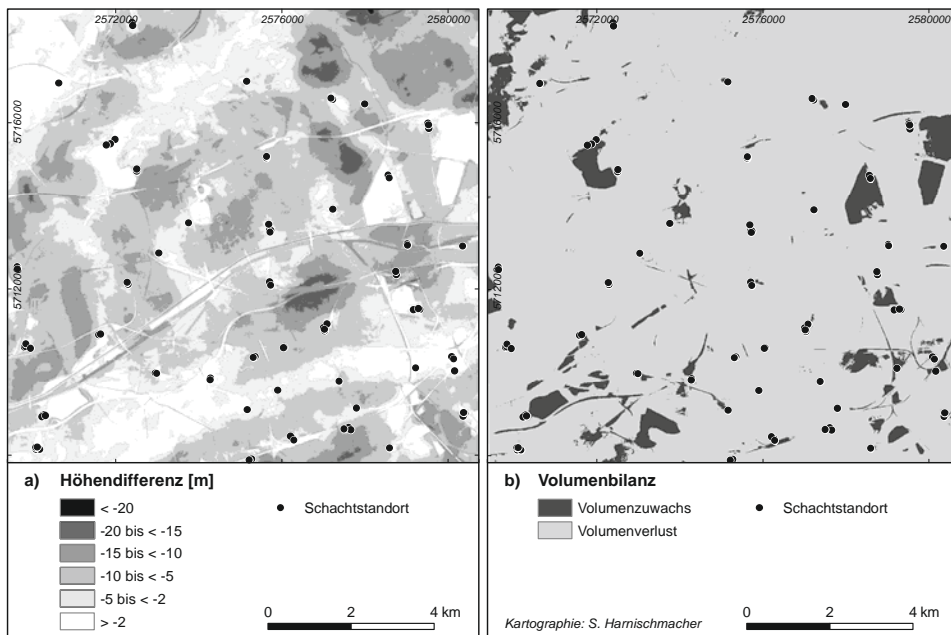 2572000 2576000 2580000
5716000
5712000
2572000 2576000 2580000
5716000
5712000
a) Höhendifferenz [m]
< -20
-20 bis < -15
-15 bis < -10
-10 bis < -5
-5 bis < -2
> -2
Schachtstandort
0 2 4 km
b) Volumenbilanz
Volumenzuwachs
Volumenverlust
Schachtstandort
Kartographie: S. Harnischmacher
0 2 4 km